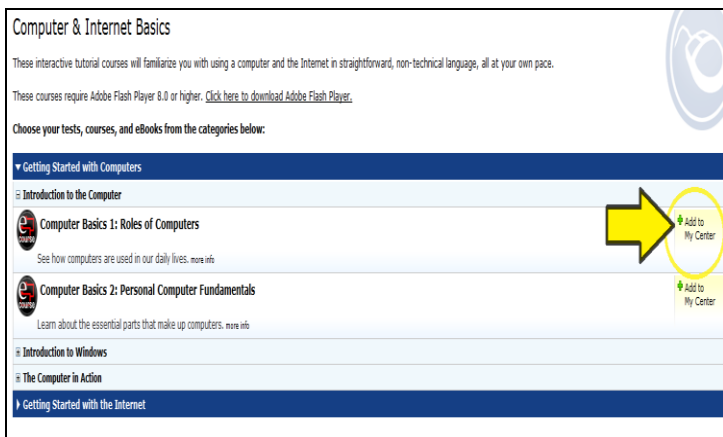 Computer & Internet Basics
These interactive tutorial courses will familiarize you with using a computer and the Internet in straightforward, non-technical language, all at your own pace.
These courses require Adobe Flash Player 8.0 or higher. Click here to download Adobe Flash Player.
Choose your tests, courses, and eBooks from the categories below:
Getting Started with Computers
Introduction to the Computer
e
course
Computer Basics 1: Roles of Computers
Add to
My Center
See how computers are used in our daily lives. more info
e
course
Computer Basics 2: Personal Computer Fundamentals
Add to
My Center
Learn about the essential parts that make up computers. more info
Introduction to Windows
The Computer in Action
Getting Started with the Internet